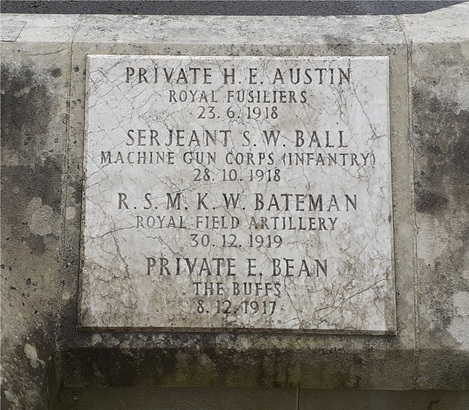 PRIVATE H. E. AUSTIN
ROYAL FUSILIERS
23. 6. 1918
SERJEANT S. W. BALL
MACHINE GUN CORPS (INFANTRY)
28. 10. 1918
R. S. M. K. W. BATEMAN
ROYAL FIELD ARTILLERY
30. 12. 1919
PRIVATE E. BEAN
THE BUFFS
8. 12. 1917